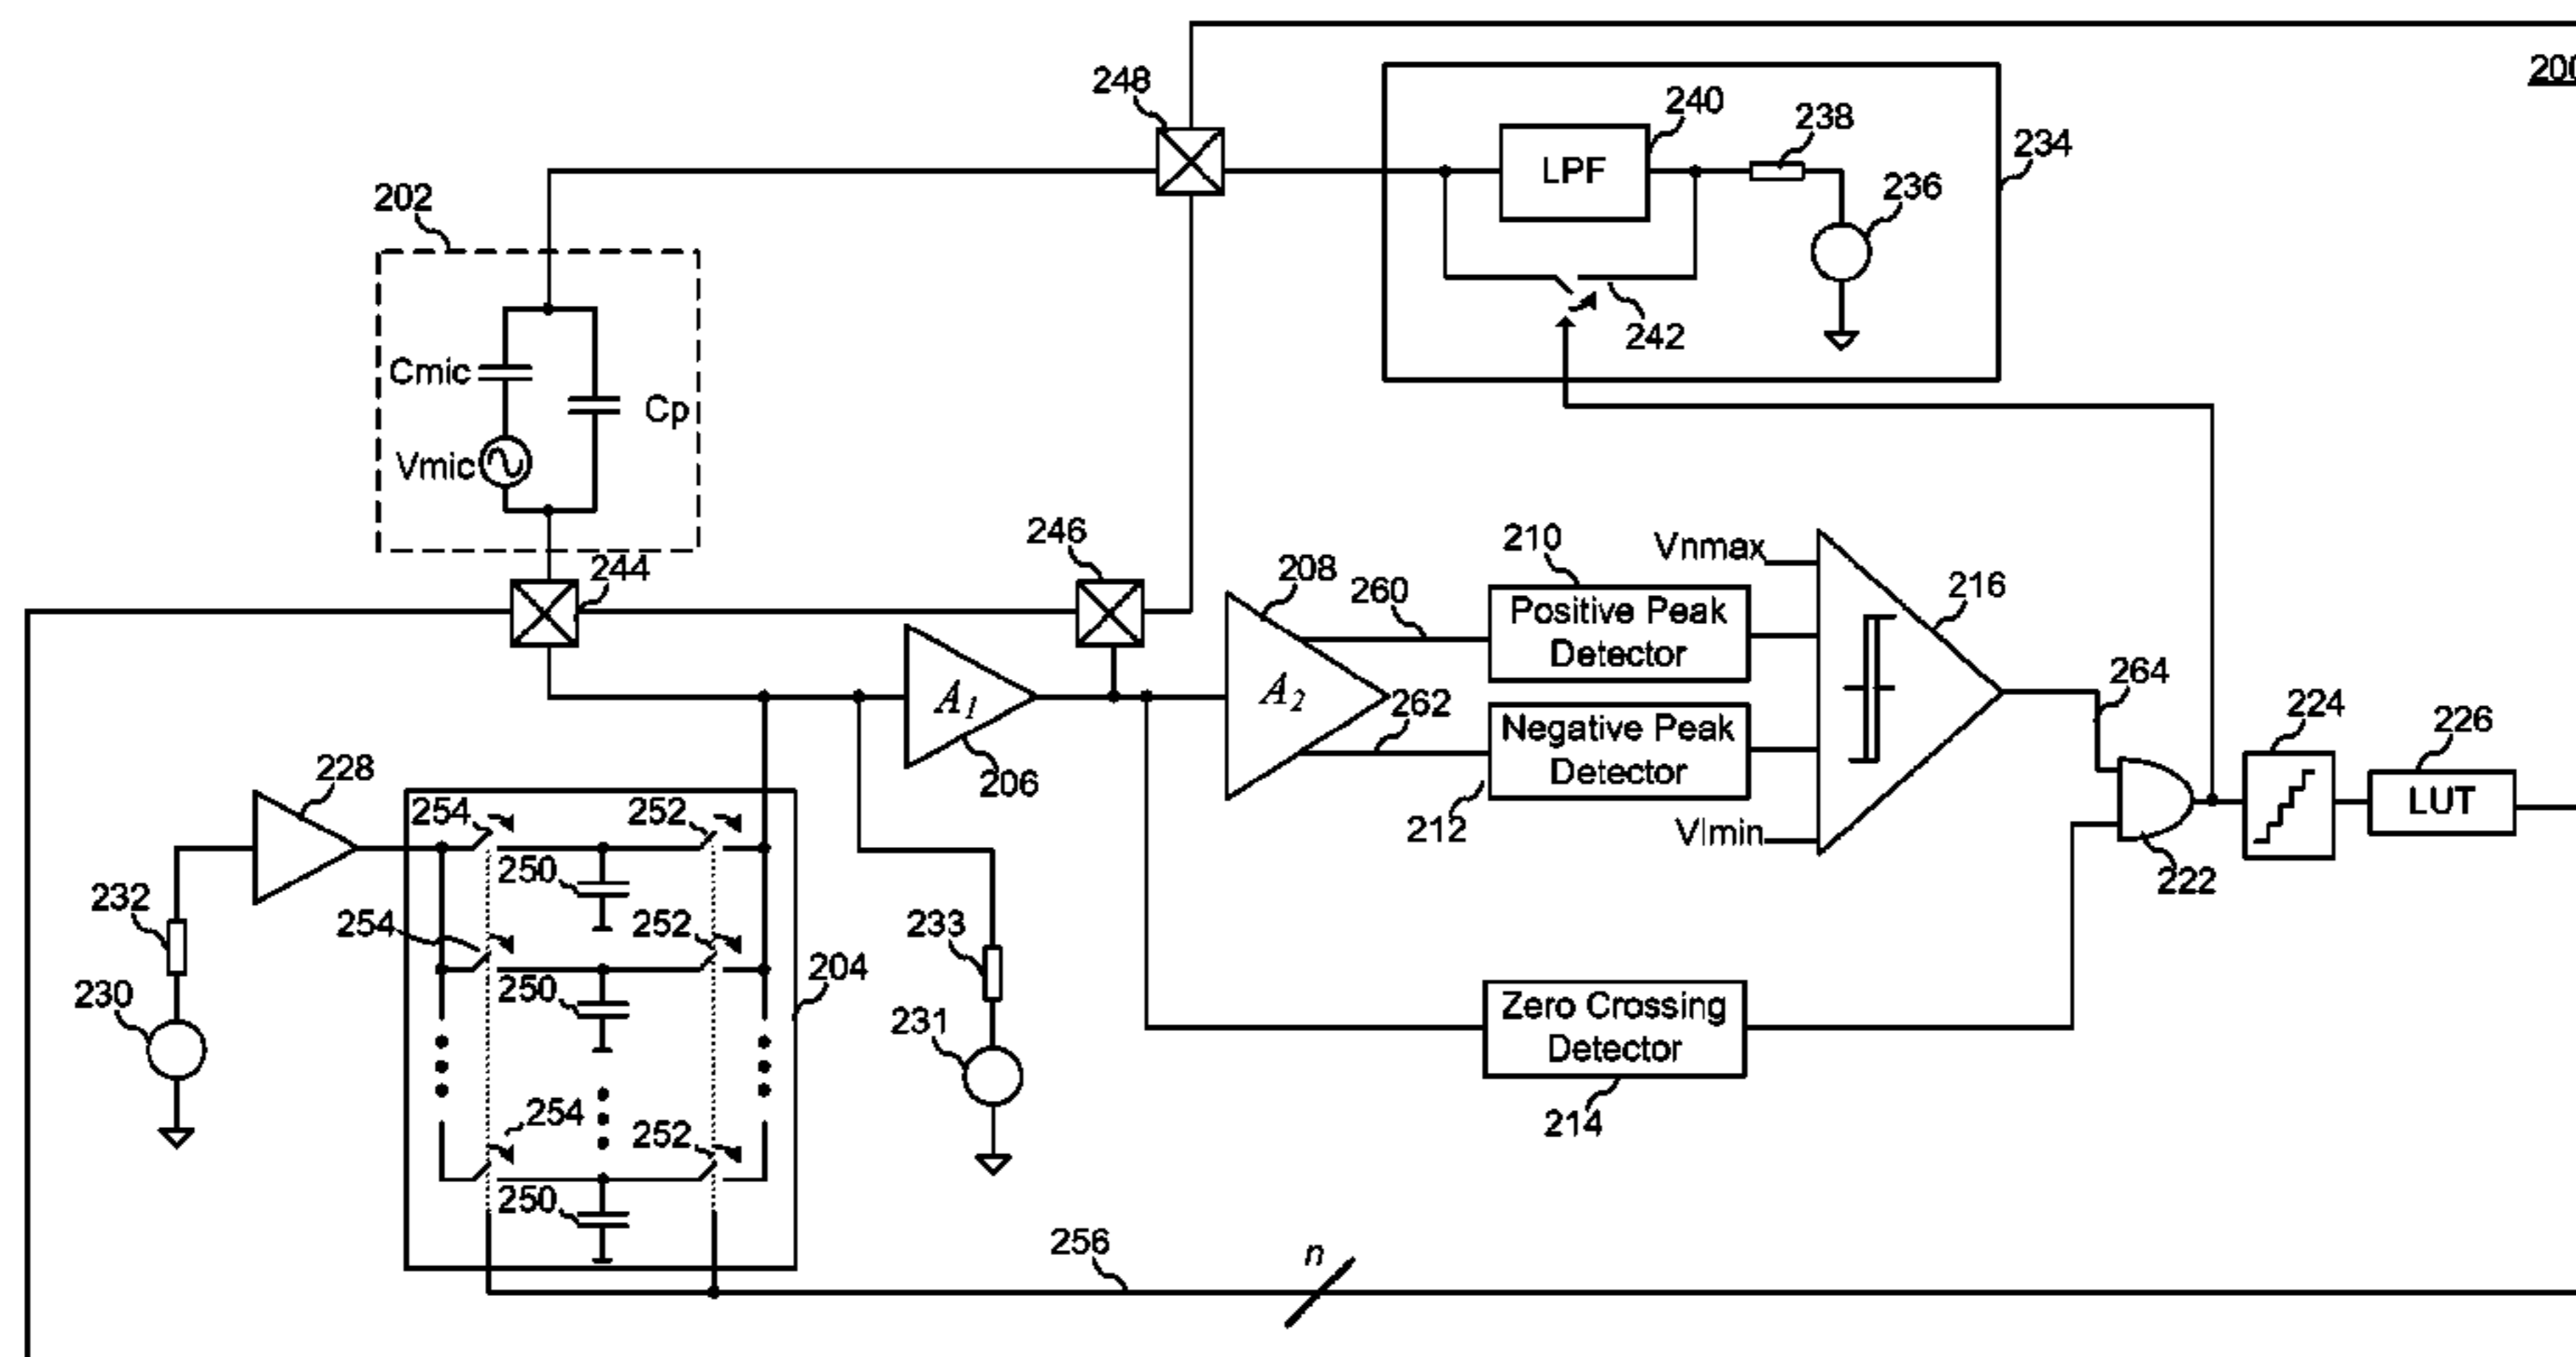 200
248
240
238
234
LPF
236
202
242
Cmic
Cp
Vmic
246
244
208
210
Vnmax
260
Positive Peak
Detector
216
A1
A2
262
Negative Peak
Detector
264
224
226
LUT
206
212
Vlmin
228
254
252
250
222
232
254
252
233
204
230
250
231
Zero Crossing
Detector
254
252
214
250
256
n